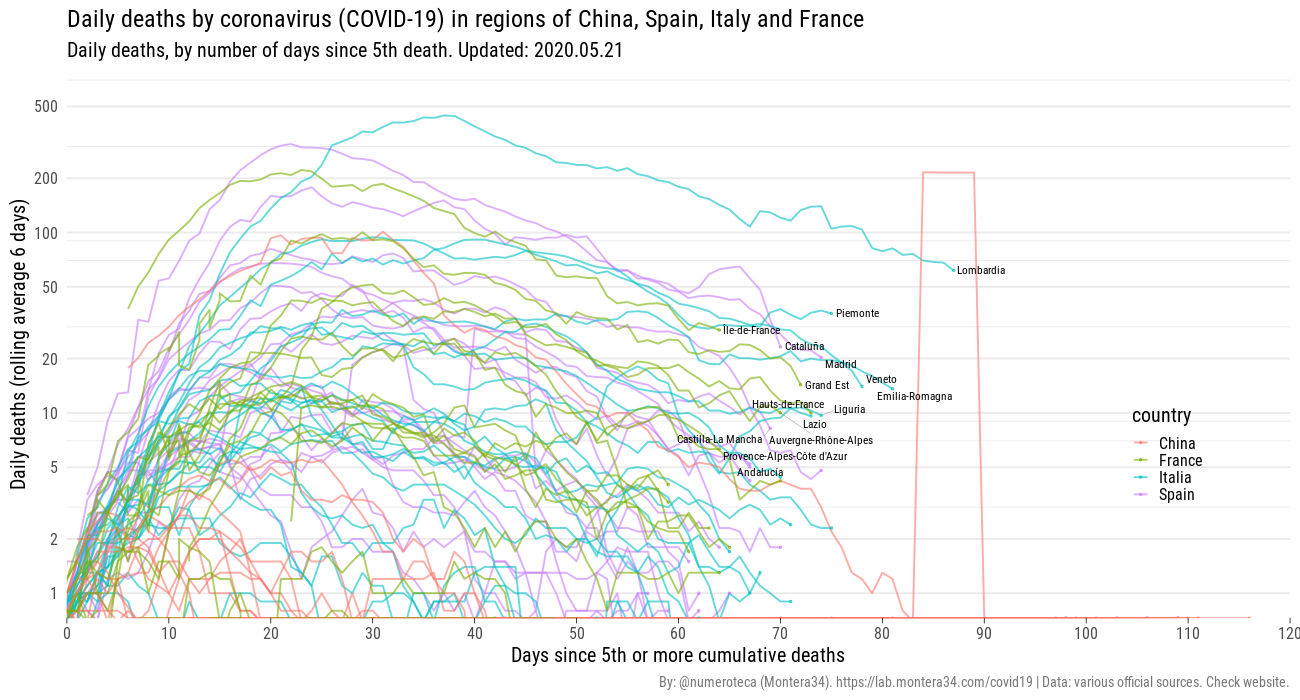 Daily deaths by coronavirus (COVID-19) in regions of China, Spain, Italy and France
Daily deaths, by number of days since 5th death. Updated: 2020.05.21
Daily deaths (rolling average 6 days)
500
200
100
50
20
10
5
2
1
Lombardia
Piemonte
Île-de-France
Cataluña
Madrid
Veneto
Grand Est
Emilia-Romagna
Hauts-de-France
Liguria
Lazio
Castilla-La Mancha
Auvergne-Rhône-Alpes
Provence-Alpes-Côte d'Azur
Andalucía
country
China
France
Italia
Spain
0 10 20 30 40 50 60 70 80 90 100 110 120
Days since 5th or more cumulative deaths
By: @numeroteca (Montera34). https://lab.montera34.com/covid19 | Data: various official sources. Check website.